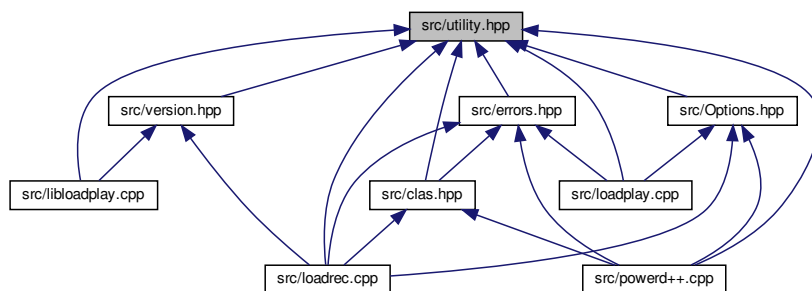 src/utility.hpp
src/version.hpp
src/errors.hpp
src/Options.hpp
src/libloadplay.cpp
src/clas.hpp
src/loadplay.cpp
src/loadrec.cpp
src/powerd++.cpp